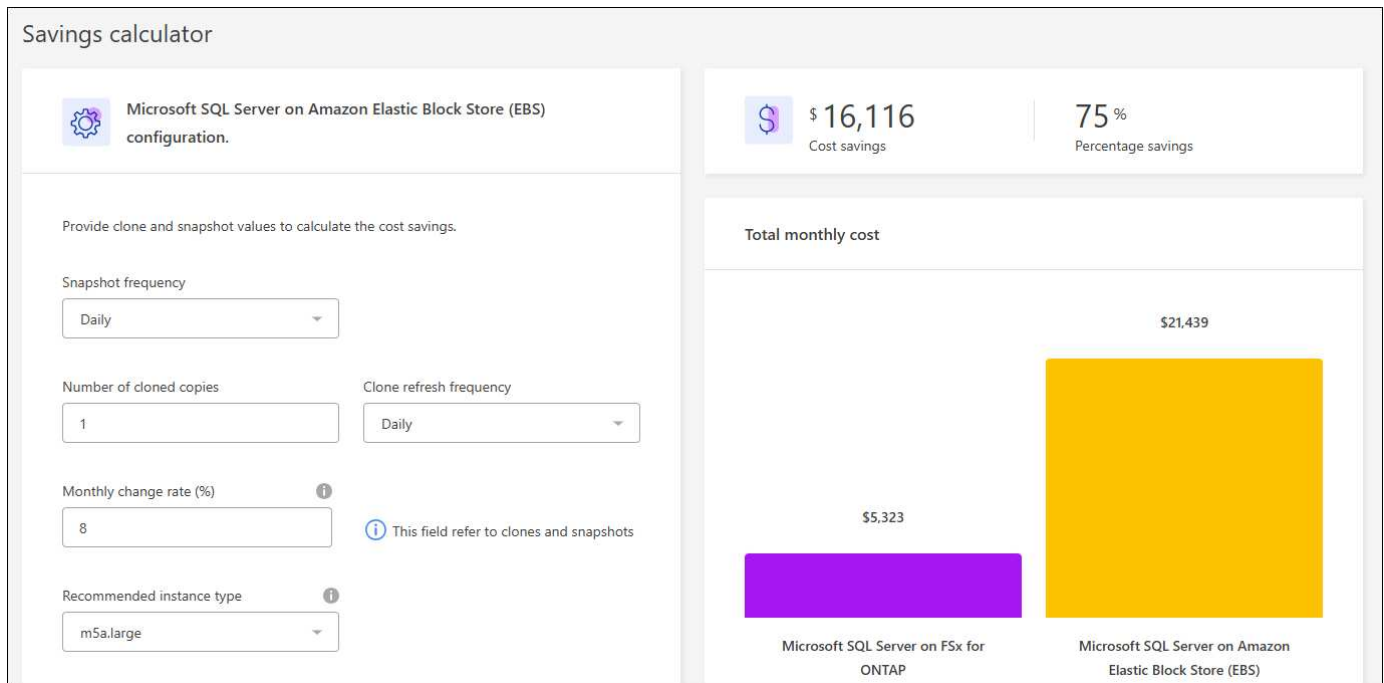 Savings calculator
Microsoft SQL Server on Amazon Elastic Block Store (EBS)
configuration.
Provide clone and snapshot values to calculate the cost savings.
Snapshot frequency
Daily
Number of cloned copies
Clone refresh frequency
1
Daily
Monthly change rate (%)
8
This field refer to clones and snapshots
Recommended instance type
m5a.large
$ 16,116
Cost savings
75 %
Percentage savings
Total monthly cost
$21,439
$5,323
Microsoft SQL Server on FSx for
ONTAP
Microsoft SQL Server on Amazon
Elastic Block Store (EBS)